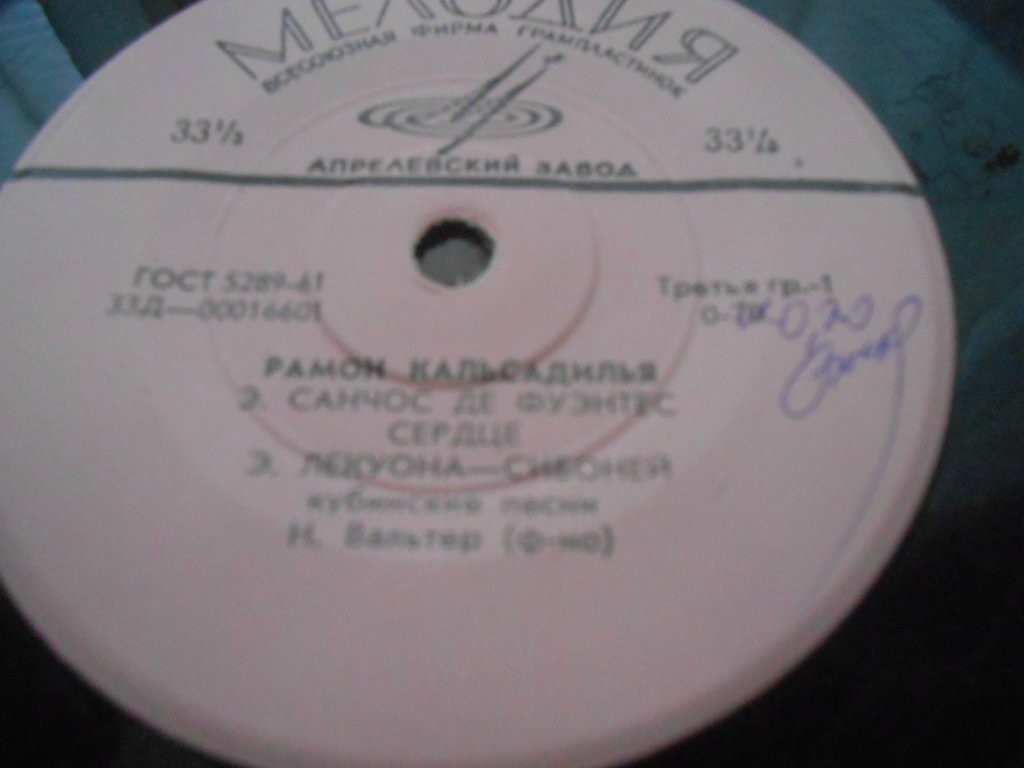 МЕЛОДИЯ
ВСЕСОЮЗНАЯ ФИРМА ГРАМПЛАСТИНОК
33⅓ 33⅓
АПРЕЛЕВСКИЙ ЗАВОД
ГОСТ 5289-61 Третья гр.-1
33Д—00016601
РАМОН КАЛЬСАДИЛЬЯ
Э. САНЧОС ДЕ ФУЭНТЕС
СЕРДЦЕ
Э. ЛЕКУОНА—СИБОНЕЙ
кубинские песни
Н. Вальтер (ф-но)